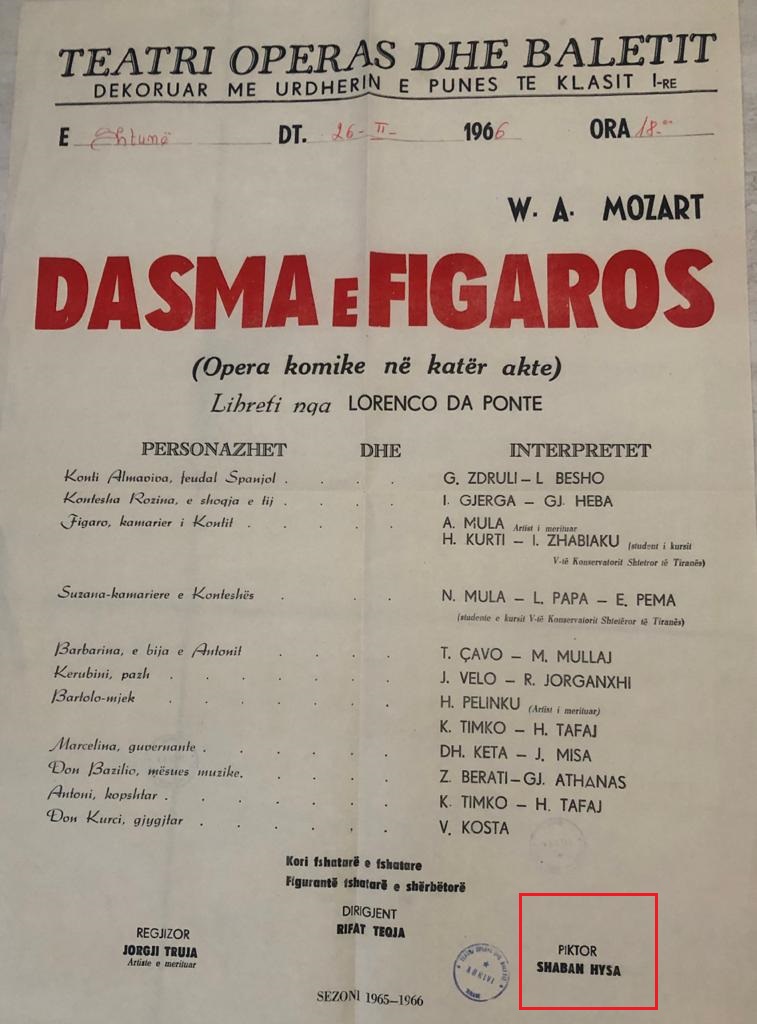 TEATRI OPERAS DHE BALETIT
DEKORUAR ME URDHERIN E PUNES TE KLASIT I-RE
E Shtunë DT. 26-II- 1966 ORA 18.
W. A. MOZART
DASMA E FIGAROS
(Opera komike në katër akte)
Libreti nga LORENCO DA PONTE
PERSONAZHET DHE INTERPRETET
Konti Almaviva, feudal Spanjol . . . . G. ZDRULI – L BESHO
Kontesha Rozina, e shoqja e tij . . . . I. GJERGA – GJ. HEBA
Figaro, kamarier i Kontit . . . . . A. MULA Artist i merituar
H. KURTI – I. ZHABIAKU (student i kursit
V-të Konservatorit Shtetror të Tiranës)
Suzana-kamariere e Konteshës . . . . N. MULA – L. PAPA – E. PEMA
(studente e kursit V-të Konservatorit Shtetëror të Tiranës)
Barbarina, e bija e Antonit . . . . T. ÇAVO – M. MULLAJ
Kerubini, pazh . . . . . . J. VELO – R. JORGANXHI
Bartolo-mjek . . . . . H. PELINKU (Artist i merituar)
K. TIMKO – H. TAFAJ
Marcelina, guvernante . . . . . . DH. KETA – J. MISA
Don Bazilio, mësues muzike. . . . . Z. BERATI – GJ. ATHANAS
Antoni, kopshtar . . . . . . . K. TIMKO – H. TAFAJ
Don Kurci, gjygjtar . . . . . . V. KOSTA
Kori fshatarë e fshatare
Figurantë fshatarë e shërbëtorë
DIRIGJENT
RIFAT TEQJA
REGJIZOR
JORGJI TRUJA
Artiste e merituar
PIKTOR
SHABAN HYSA
SEZONI 1965–1966